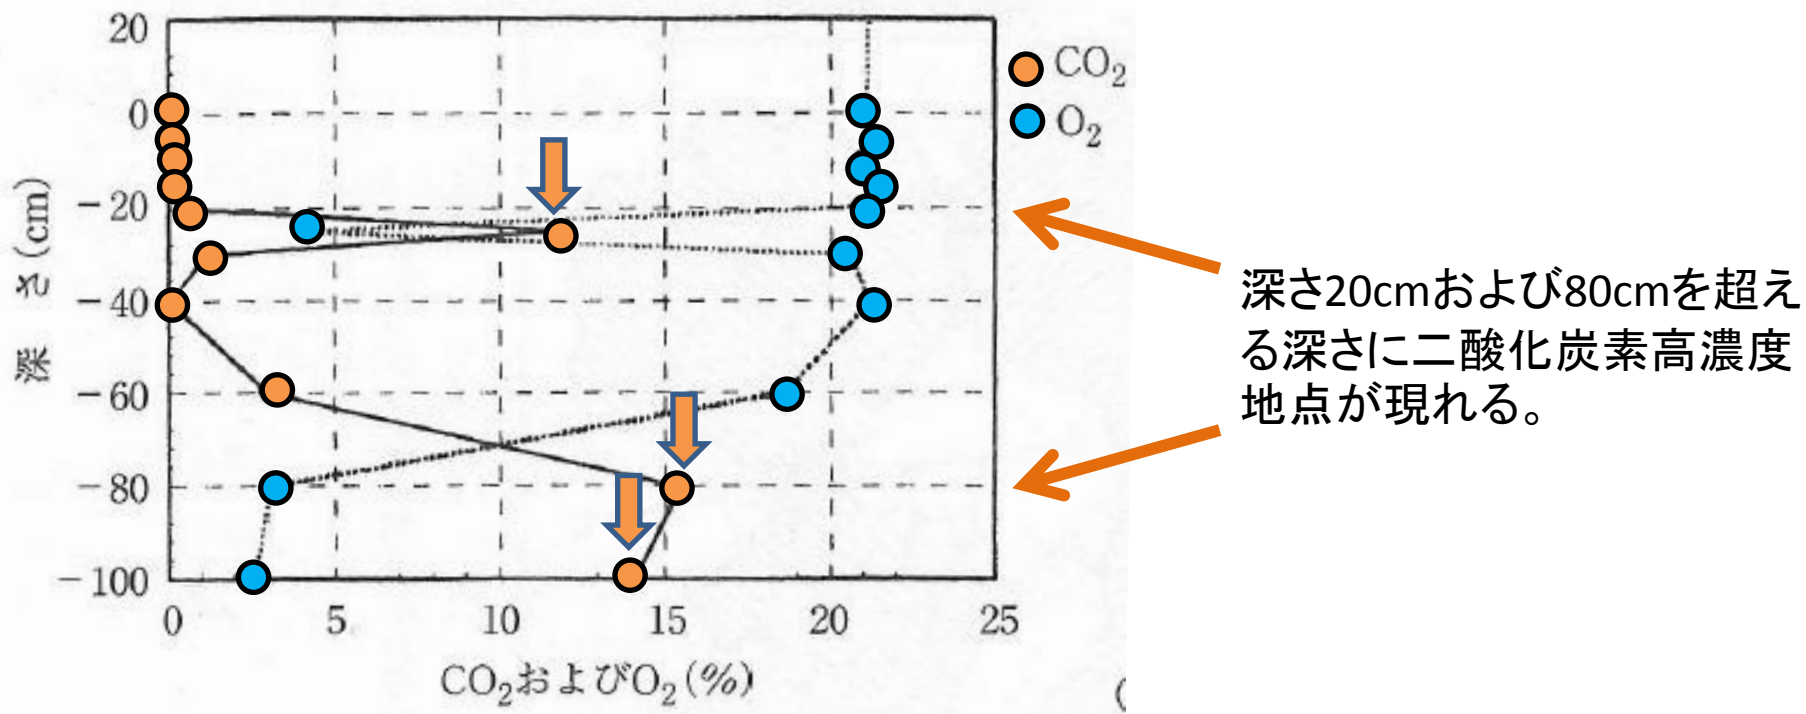 20
0
－20
－40
－60
－80
－100
深 さ(cm)
0 5 10 15 20 25
CO₂およびO₂(%)
CO₂
O₂
深さ20cmおよび80cmを超え
る深さに二酸化炭素高濃度
地点が現れる。
(